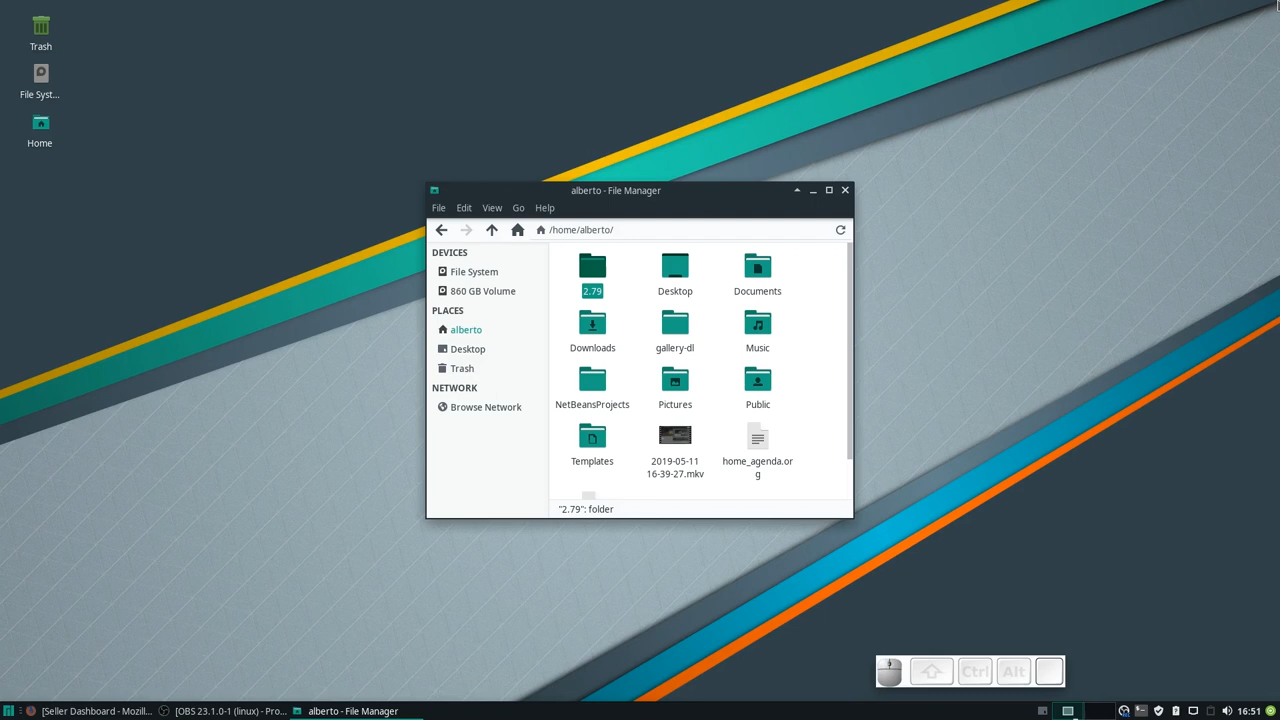 Trash
File Syst...
Home
alberto - File Manager
File Edit View Go Help
/home/alberto/
DEVICES
File System
860 GB Volume
PLACES
alberto
Desktop
Trash
NETWORK
Browse Network
2.79 Desktop Documents
Downloads gallery-dl Music
NetBeansProjects Pictures Public
Templates 2019-05-11 home_agenda.or
16-39-27.mkv g
"2.79": folder
Ctrl Alt
[Seller Dashboard - Mozill... [OBS 23.1.0-1 (linux) - Pro... alberto - File Manager 16:51